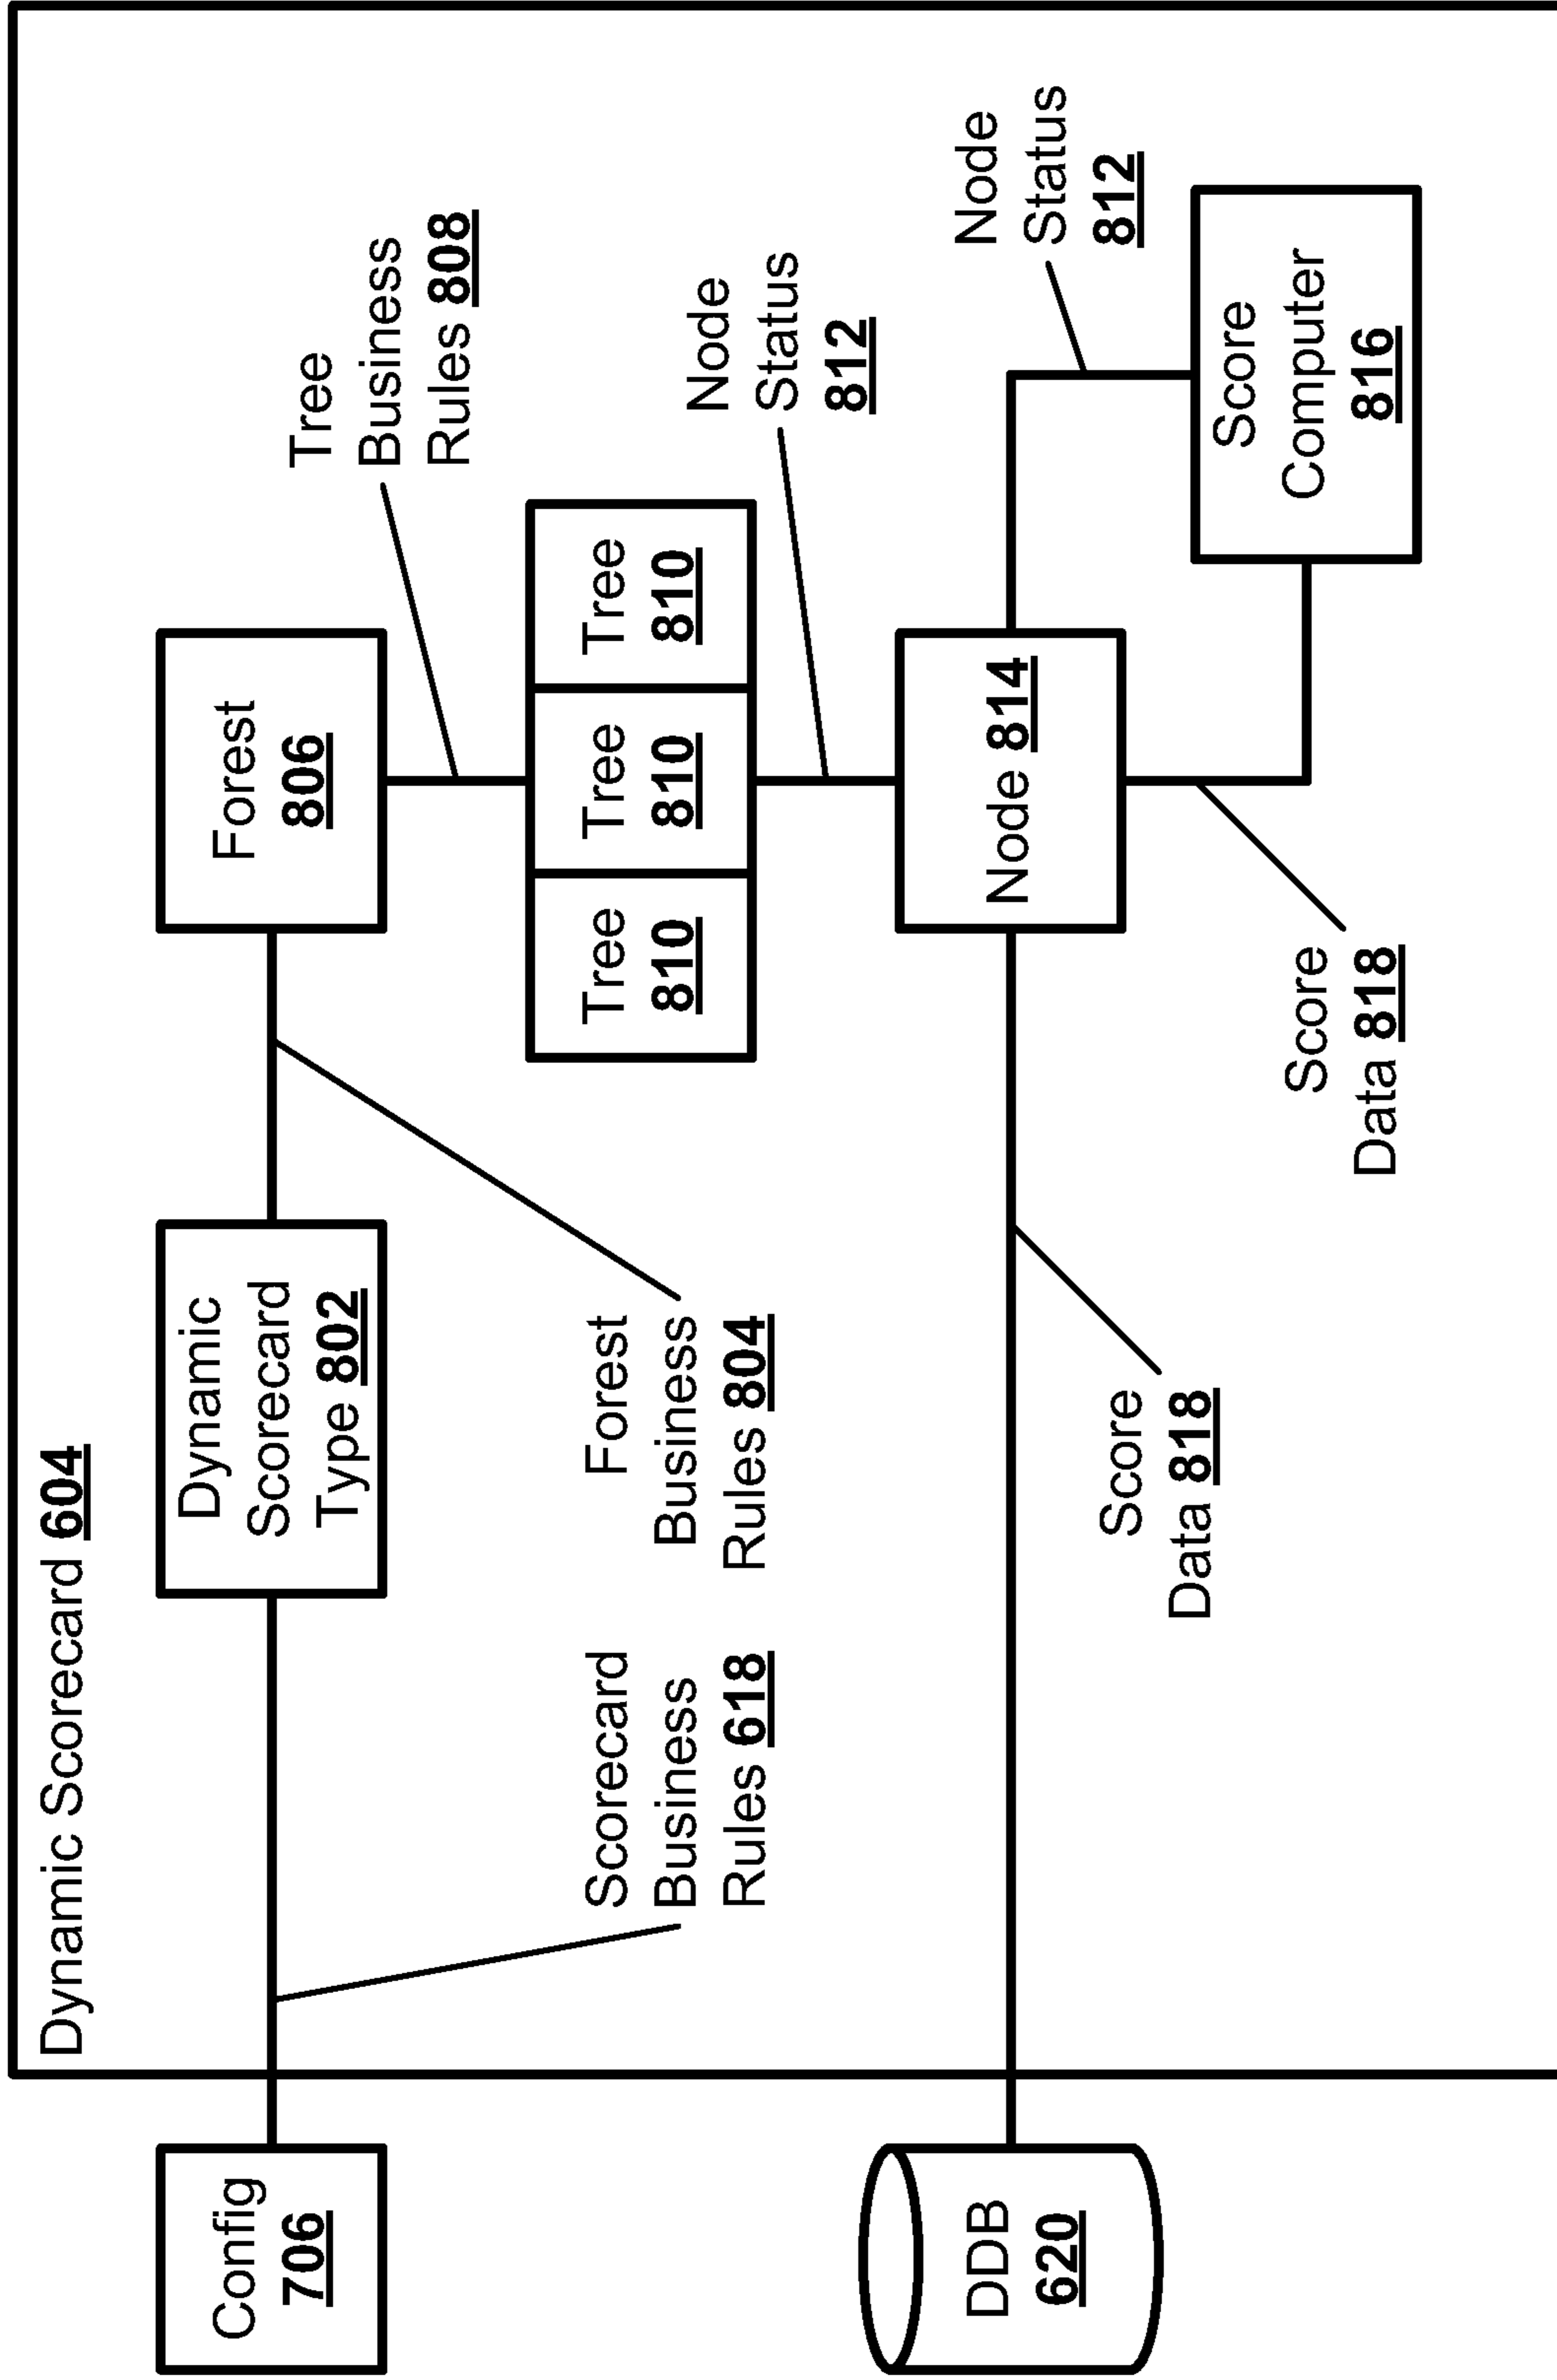 Dynamic Scorecard 604
Config
706
Dynamic
Scorecard
Type 802
Forest
806
Scorecard
Business
Rules 618
Forest
Business
Rules 804
Tree
Business
Rules 808
Tree
810
Tree
810
Tree
810
Node
Status
812
DDB
620
Node 814
Node
Status
812
Score
Data 818
Score
Data 818
Score
Computer
816